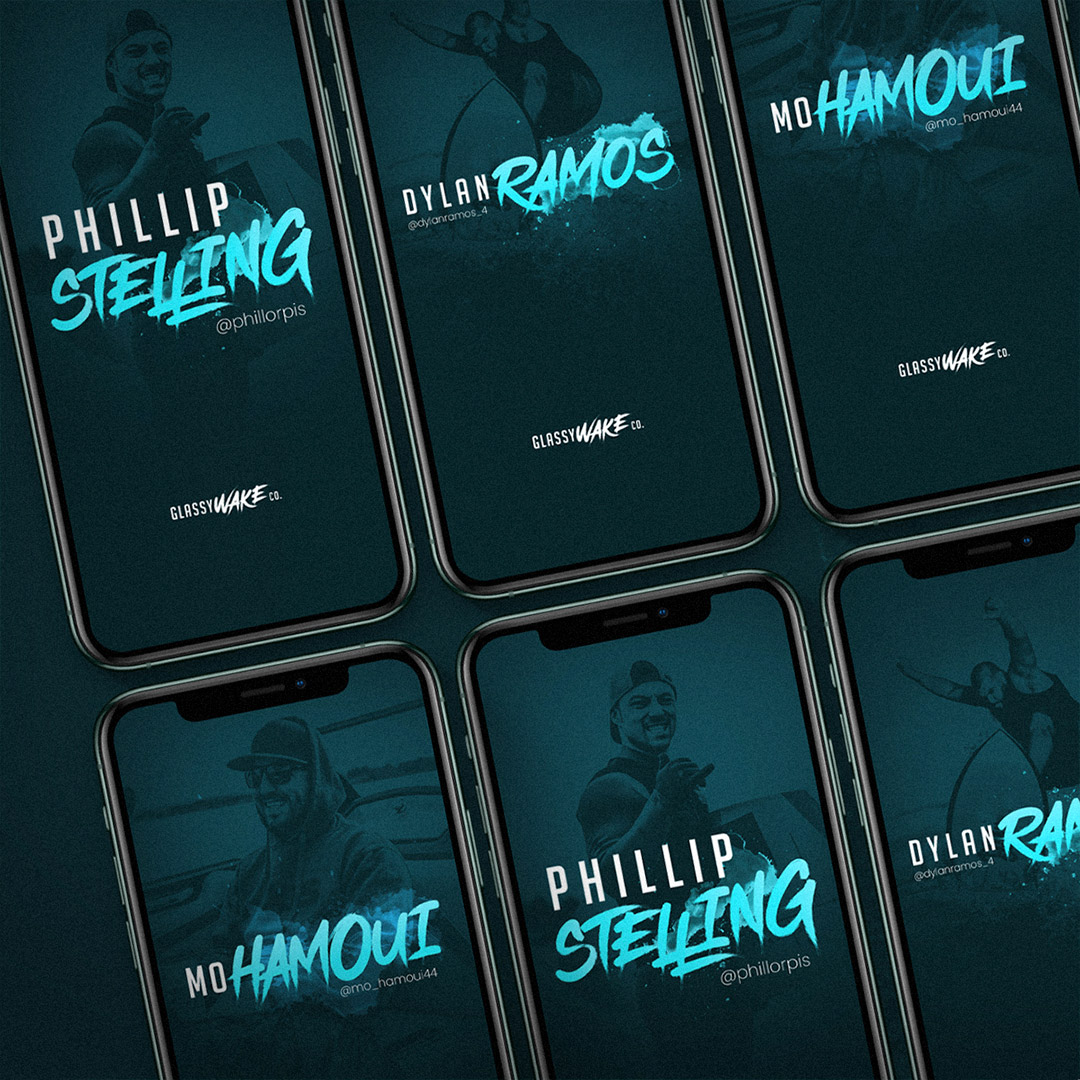 PHILLIP
STELLING
@phillorpis
GLASSYWAKE CO.
DYLAN RAMOS
@dylanramos_4
GLASSYWAKE CO.
MO HAMOUI
@mo_hamoui44
GLASSYWAKE CO.
MO HAMOUI
@mo_hamoui44
PHILLIP
STELLING
@phillorpis
DYLAN
@dylanramos_4